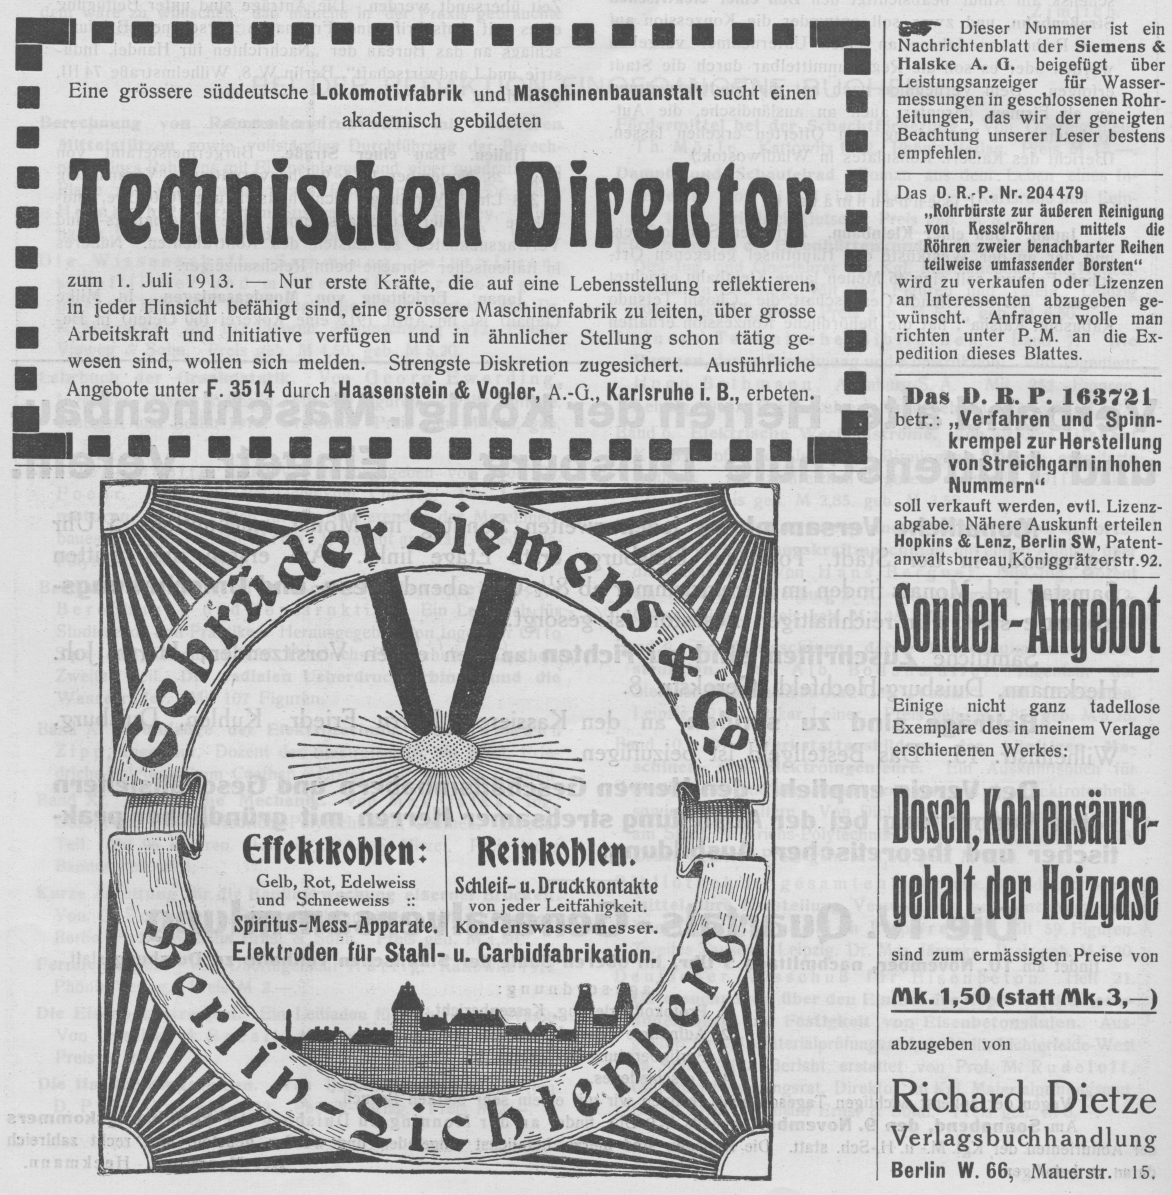 Eine grössere süddeutsche Lokomotivfabrik und Maschinenbauanstalt sucht einen
akademisch gebildeten
Technischen Direktor
zum 1. Juli 1913. — Nur erste Kräfte, die auf eine Lebensstellung reflektieren,
in jeder Hinsicht befähigt sind, eine grössere Maschinenfabrik zu leiten, über grosse
Arbeitskraft und Initiative verfügen und in ähnlicher Stellung schon tätig ge-
wesen sind, wollen sich melden. Strengste Diskretion zugesichert. Ausführliche
Angebote unter F. 3514 durch Haasenstein & Vogler, A.-G., Karlsruhe i. B., erbeten.
Gebrüder Siemens & Co.
Effektkohlen:
Gelb, Rot, Edelweiss
und Schneeweiss ::
Spiritus-Mess-Apparate.
Reinkohlen
Schleif- u. Druckkontakte
von jeder Leitfähigkeit.
Kondenswassermesser.
Elektroden für Stahl- u. Carbidfabrikation.
Berlin-Lichtenberg
☛ Dieser Nummer ist ein
Nachrichtenblatt der Siemens &
Halske A. G. beigefügt über
Leistungsanzeiger für Wasser-
messungen in geschlossenen Rohr-
leitungen, das wir der geneigten
Beachtung unserer Leser bestens
empfehlen.
Das D. R.-P. Nr. 204 479
„Rohrbürste zur äußeren Reinigung
von Kesselröhren mittels die
Röhren zweier benachbarter Reihen
teilweise umfassender Borsten“
wird zu verkaufen oder Lizenzen
an Interessenten abzugeben ge-
wünscht. Anfragen wolle man
richten unter P. M. an die Ex-
pedition dieses Blattes.
Das D. R. P. 163721
betr.: „Verfahren und Spinn-
krempel zur Herstellung
von Streichgarn in hohen
Nummern“
soll verkauft werden, evtl. Lizenz-
abgabe. Nähere Auskunft erteilen
Hopkins & Lenz, Berlin SW, Patent-
anwaltsbureau, Königgrätzerstr. 92.
Sonder-Angebot
Einige nicht ganz tadellose
Exemplare des in meinem Verlage
erschienenen Werkes:
Dosch, Kohlensäure-
gehalt der Heizgase
sind zum ermässigten Preise von
Mk. 1,50 (statt Mk. 3,—)
abzugeben von
Richard Dietze
Verlagsbuchhandlung
Berlin W. 66, Mauerstr. 15.